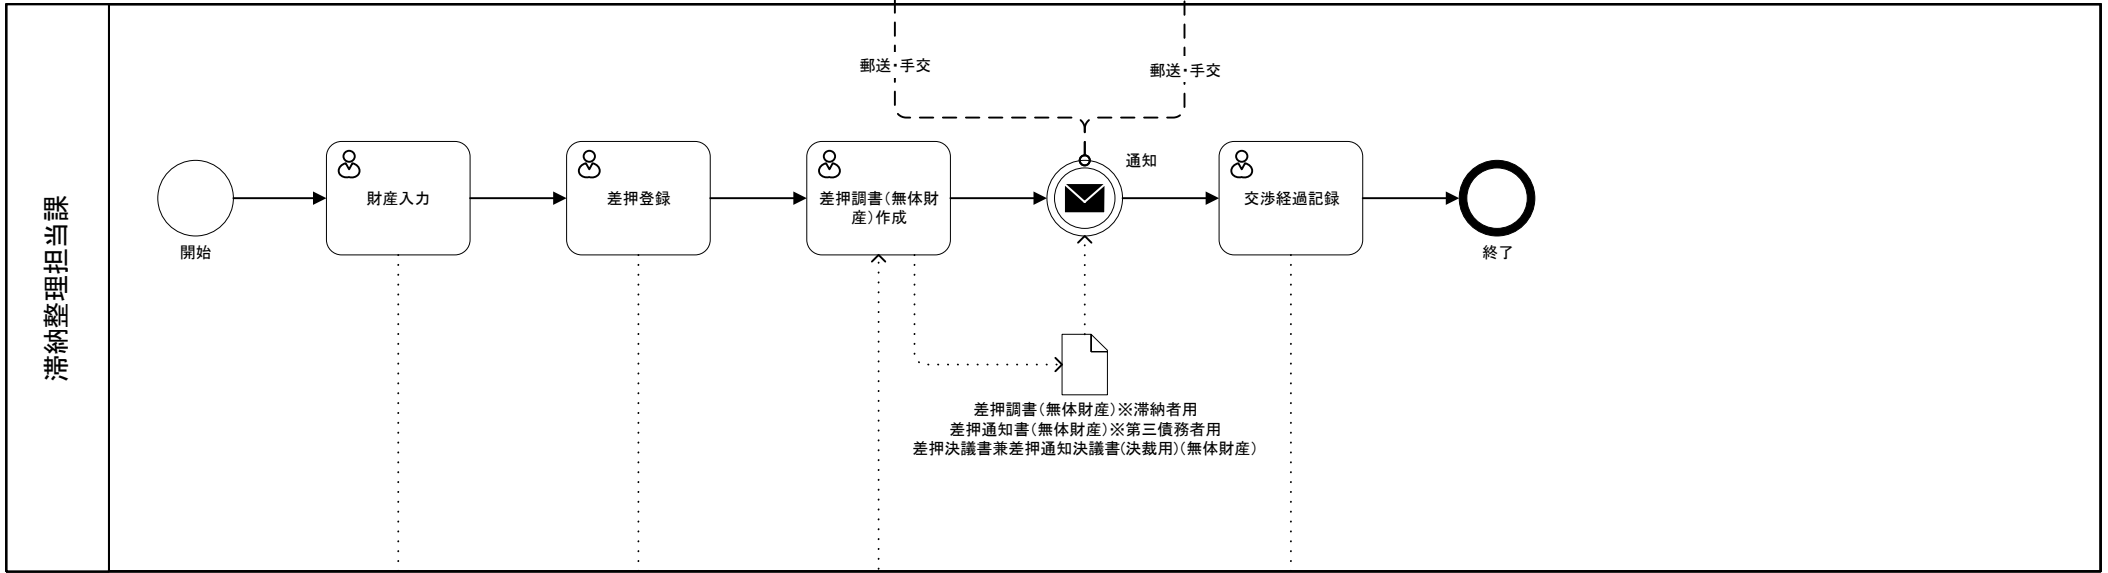 滞納整理担当課
郵送・手交
郵送・手交
通知
開始
財産入力
差押登録
差押調書(無体財
産)作成
交渉経過記録
終了
差押調書(無体財産)※滞納者用
差押通知書(無体財産)※第三債務者用
差押決議書兼差押通知決議書(決裁用)(無体財産)